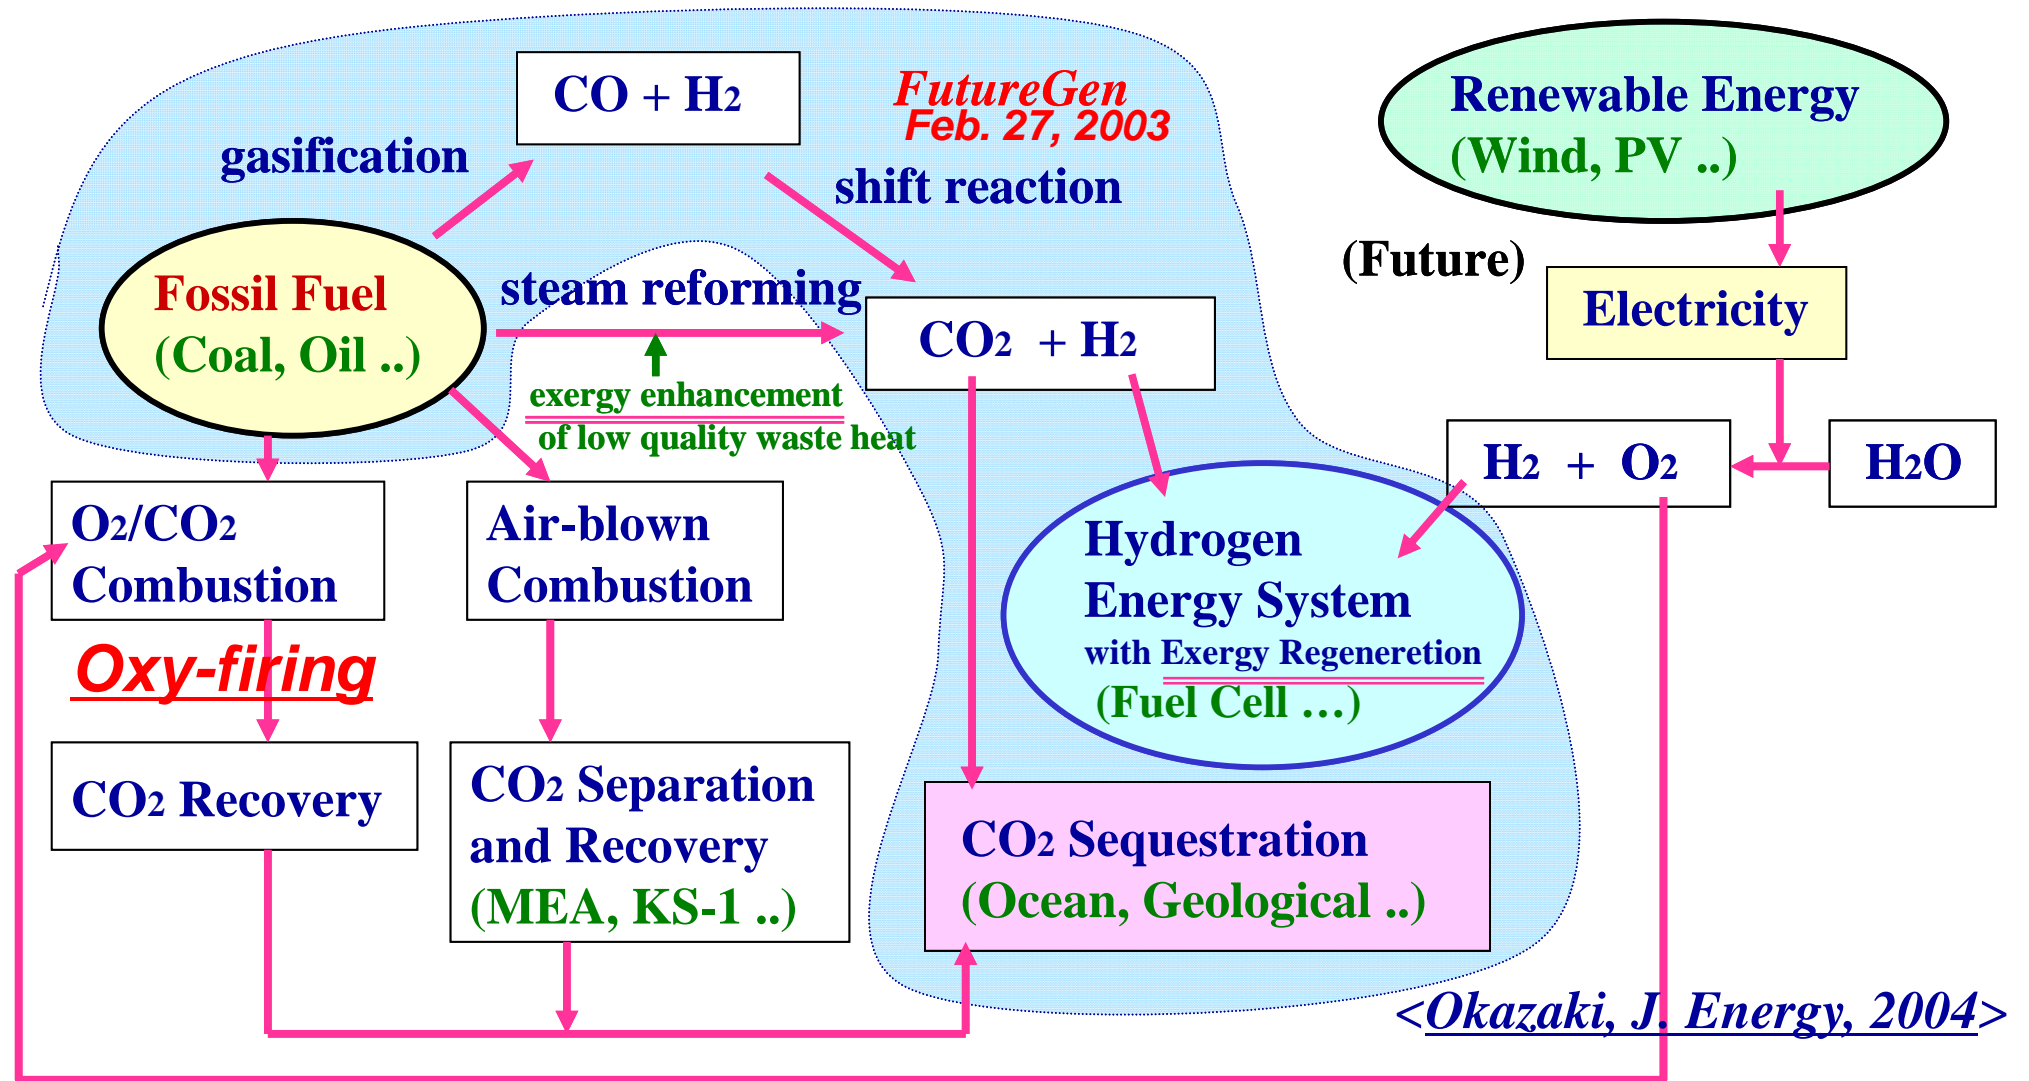 CO + H2
FutureGen
Feb. 27, 2003
Renewable Energy
(Wind, PV ..)
gasification
shift reaction
(Future)
Fossil Fuel
(Coal, Oil ..)
steam reforming
Electricity
CO2 + H2
exergy enhancement
of low quality waste heat
H2 + O2
H2O
O2/CO2
Combustion
Air-blown
Combustion
Hydrogen
Energy System
with Exergy Regeneretion
(Fuel Cell …)
Oxy-firing
CO2 Recovery
CO2 Separation
and Recovery
(MEA, KS-1 ..)
CO2 Sequestration
(Ocean, Geological ..)
<Okazaki, J. Energy, 2004>